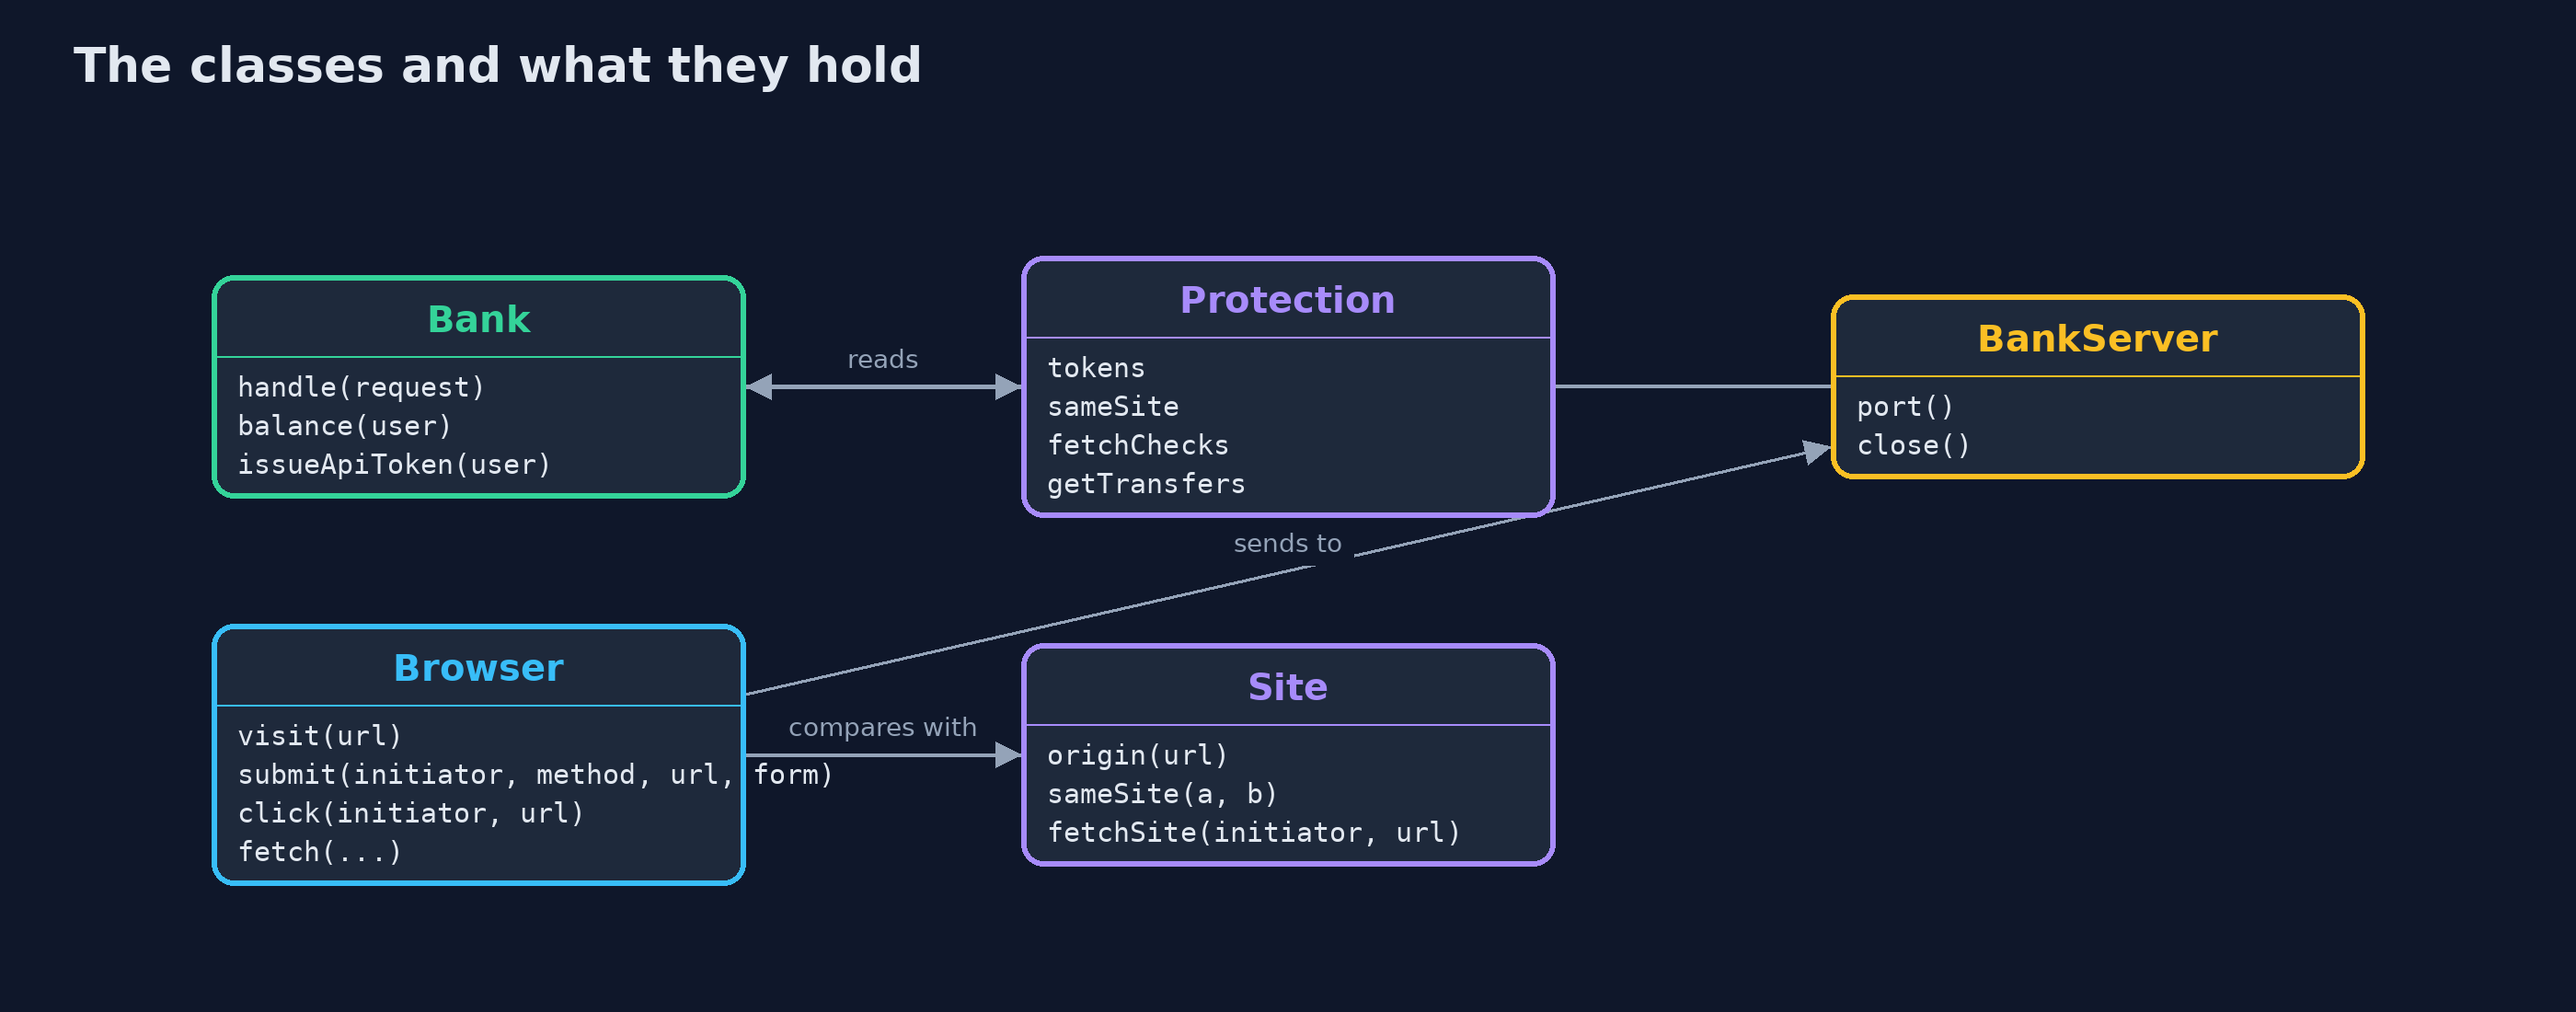 The classes and what they hold
Bank
handle(request)
balance(user)
issueApiToken(user)
reads
Protection
tokens
sameSite
fetchChecks
getTransfers
BankServer
port()
close()
sends to
Browser
visit(url)
submit(initiator, method, url, form)
click(initiator, url)
fetch(...)
compares with
Site
origin(url)
sameSite(a, b)
fetchSite(initiator, url)